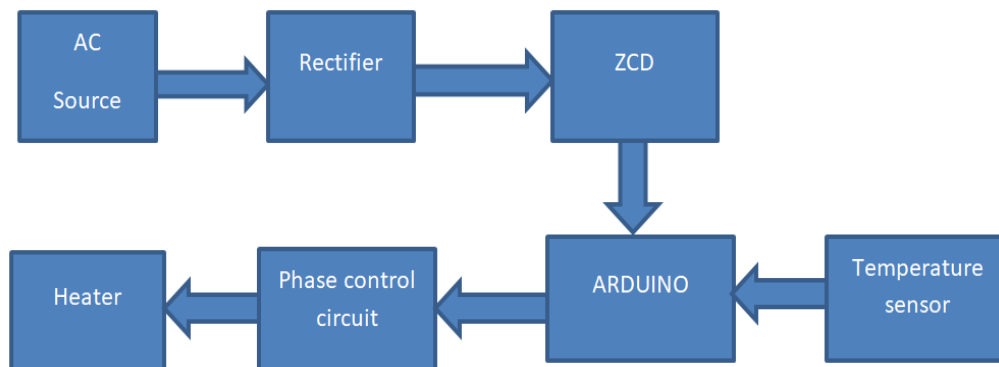 AC
Source
Rectifier
ZCD
Heater
Phase control
circuit
ARDUINO
Temperature
sensor